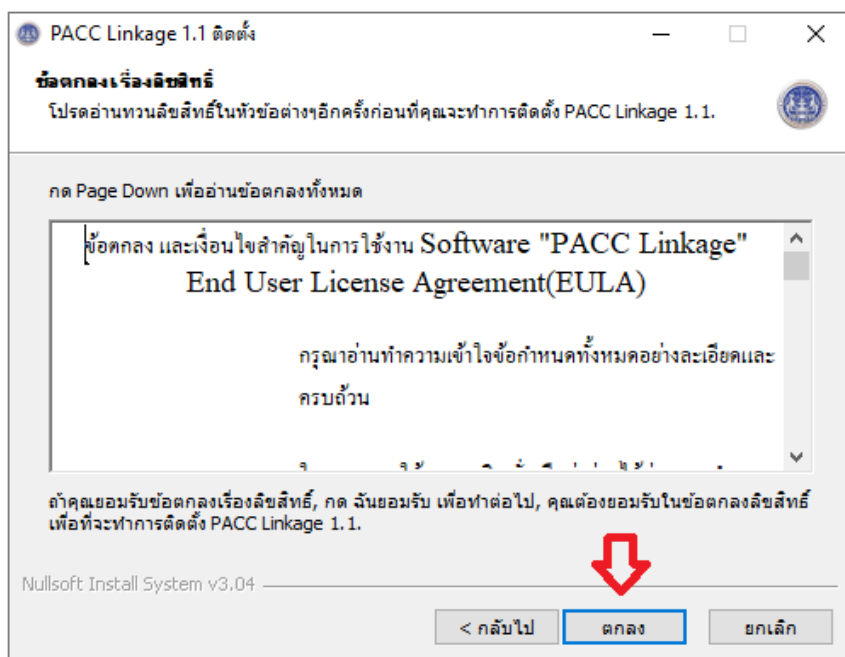 PACC Linkage 1.1 ติดตั้ง
ข้อตกลงเรื่องลิขสิทธิ์
โปรดอ่านทวนลิขสิทธิ์ในหัวข้อต่างๆอีกครั้งก่อนที่คุณจะทำการติดตั้ง PACC Linkage 1.1.
กด Page Down เพื่ออ่านข้อตกลงทั้งหมด
ข้อตกลง และเงื่อนไขสำคัญในการใช้งาน Software "PACC Linkage"
End User License Agreement(EULA)
กรุณาอ่านทำความเข้าใจข้อกำหนดทั้งหมดอย่างละเอียดและ
ครบถ้วน
ถ้าคุณยอมรับข้อตกลงเรื่องลิขสิทธิ์, กด ฉันยอมรับ เพื่อทำต่อไป, คุณต้องยอมรับในข้อตกลงลิขสิทธิ์
เพื่อที่จะทำการติดตั้ง PACC Linkage 1.1.
Nullsoft Install System v3.04
< กลับไป
ตกลง
ยกเลิก